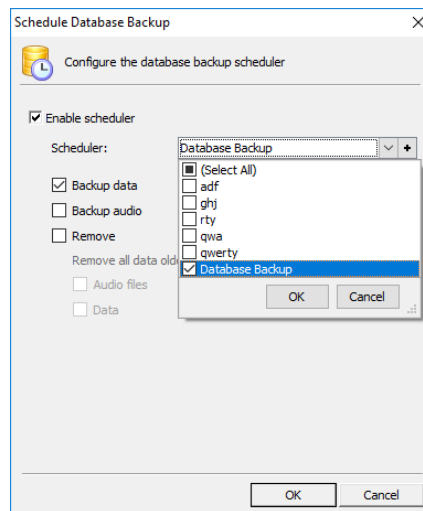 Schedule Database Backup
Configure the database backup scheduler
Enable scheduler
Scheduler: Database Backup
(Select All)
Backup data
adf
ghj
Backup audio
rty
Remove
qwa
qwerty
Remove all data
Database Backup
Audio files
OK Cancel
Data
OK Cancel